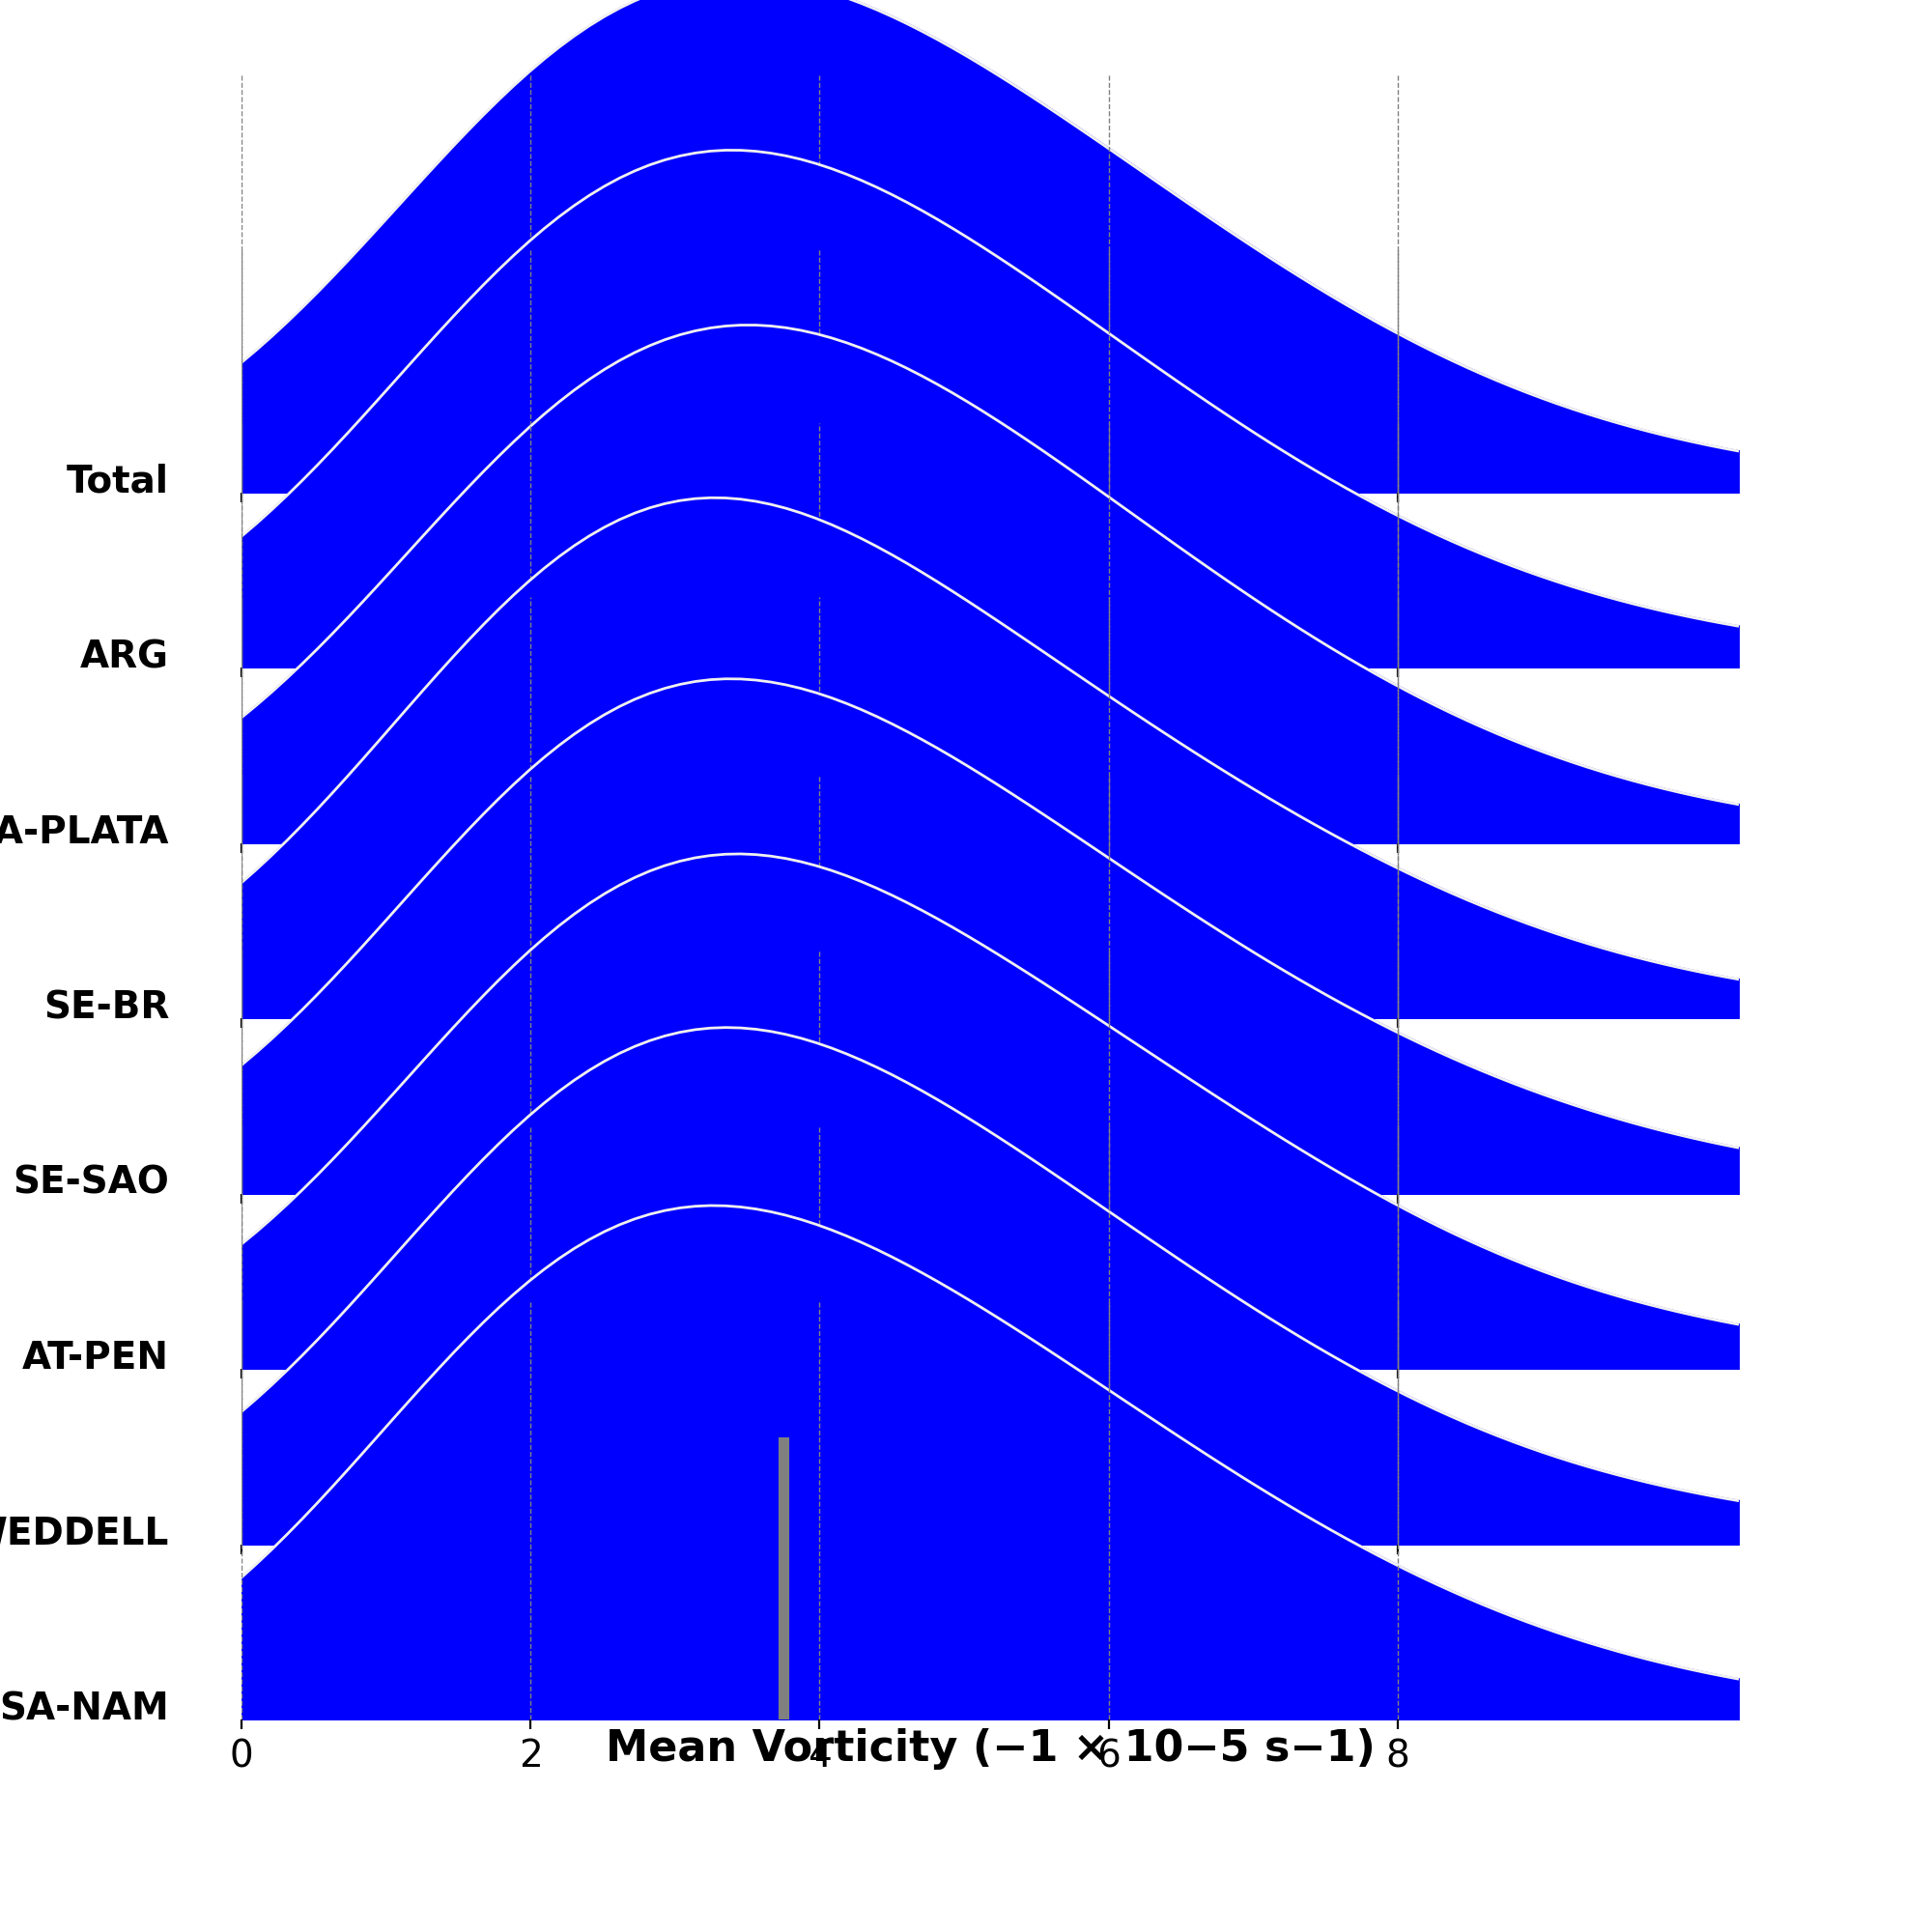 Total
ARG
A-PLATA
SE-BR
SE-SAO
AT-PEN
EDDELL
SA-NAM
0 2 4 6 8
Mean Vorticity (−1 × 10−5 s−1)